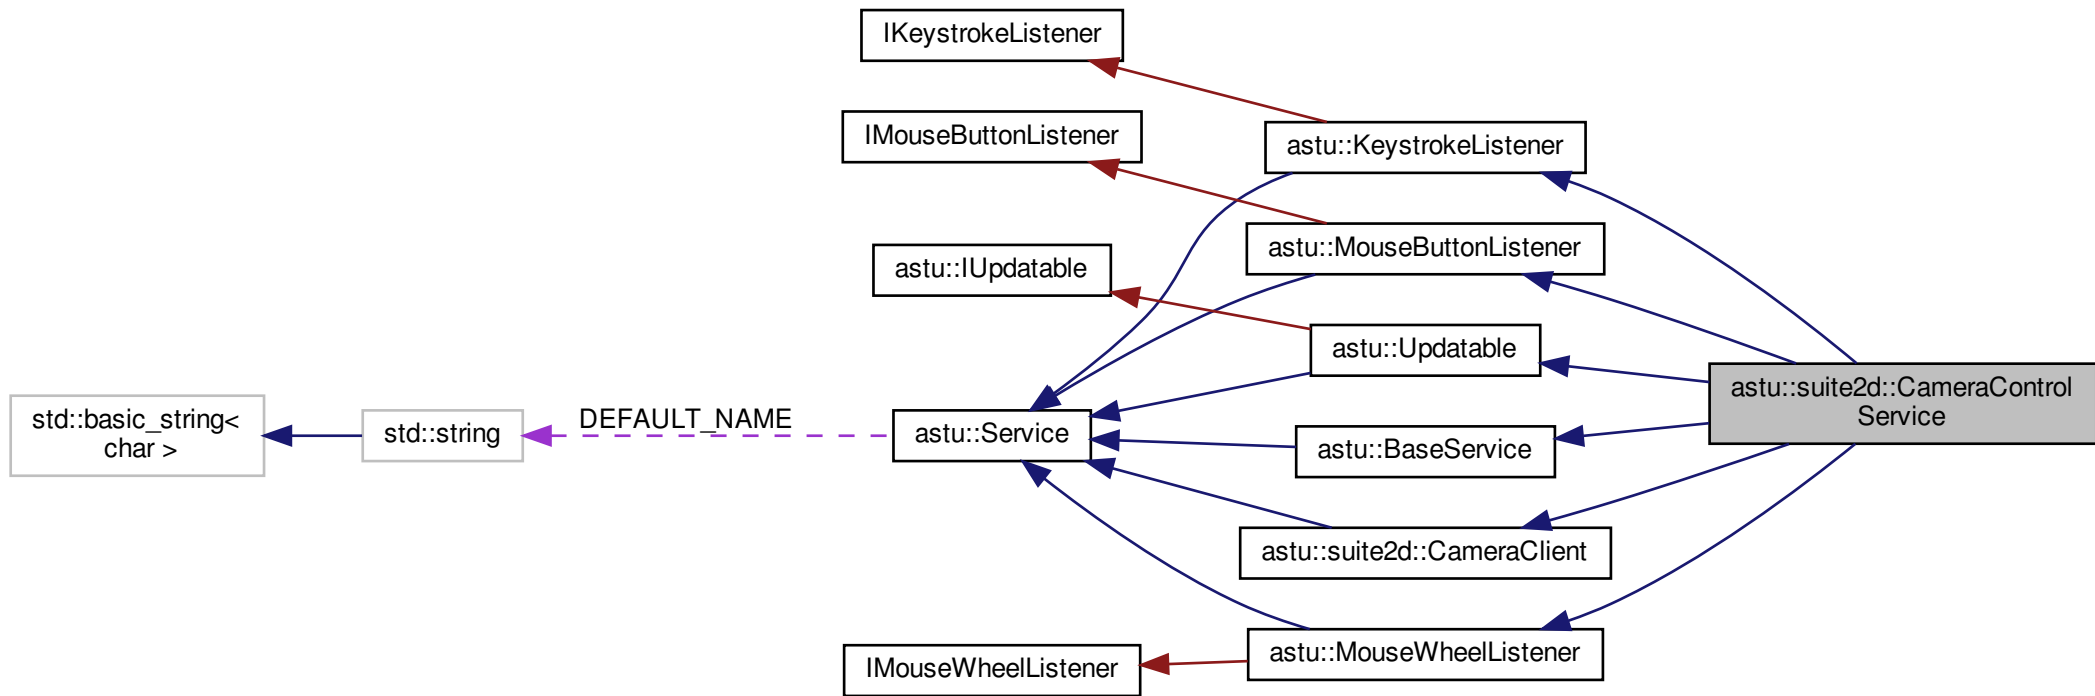 IKeystrokeListener
IMouseButtonListener
astu::KeystrokeListener
astu::MouseButtonListener
astu::IUpdatable
astu::Updatable
astu::suite2d::CameraControl
Service
std::basic_string<
char >
std::string
DEFAULT_NAME
astu::Service
astu::BaseService
astu::suite2d::CameraClient
astu::MouseWheelListener
IMouseWheelListener